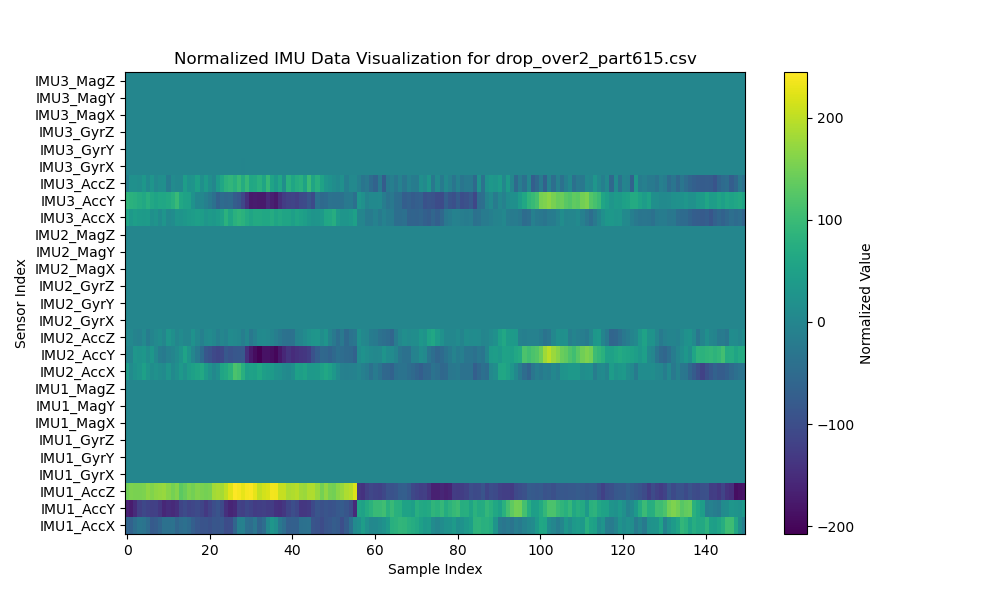 Normalized IMU Data Visualization for drop_over2_part615.csv
IMU3_MagZ
IMU3_MagY
IMU3_MagX
IMU3_GyrZ
IMU3_GyrY
IMU3_GyrX
IMU3_AccZ
IMU3_AccY
IMU3_AccX
IMU2_MagZ
IMU2_MagY
IMU2_MagX
IMU2_GyrZ
IMU2_GyrY
IMU2_GyrX
IMU2_AccZ
IMU2_AccY
IMU2_AccX
IMU1_MagZ
IMU1_MagY
IMU1_MagX
IMU1_GyrZ
IMU1_GyrY
IMU1_GyrX
IMU1_AccZ
IMU1_AccY
IMU1_AccX
Sensor Index
0 20 40 60 80 100 120 140
Sample Index
200
100
0
−100
−200
Normalized Value